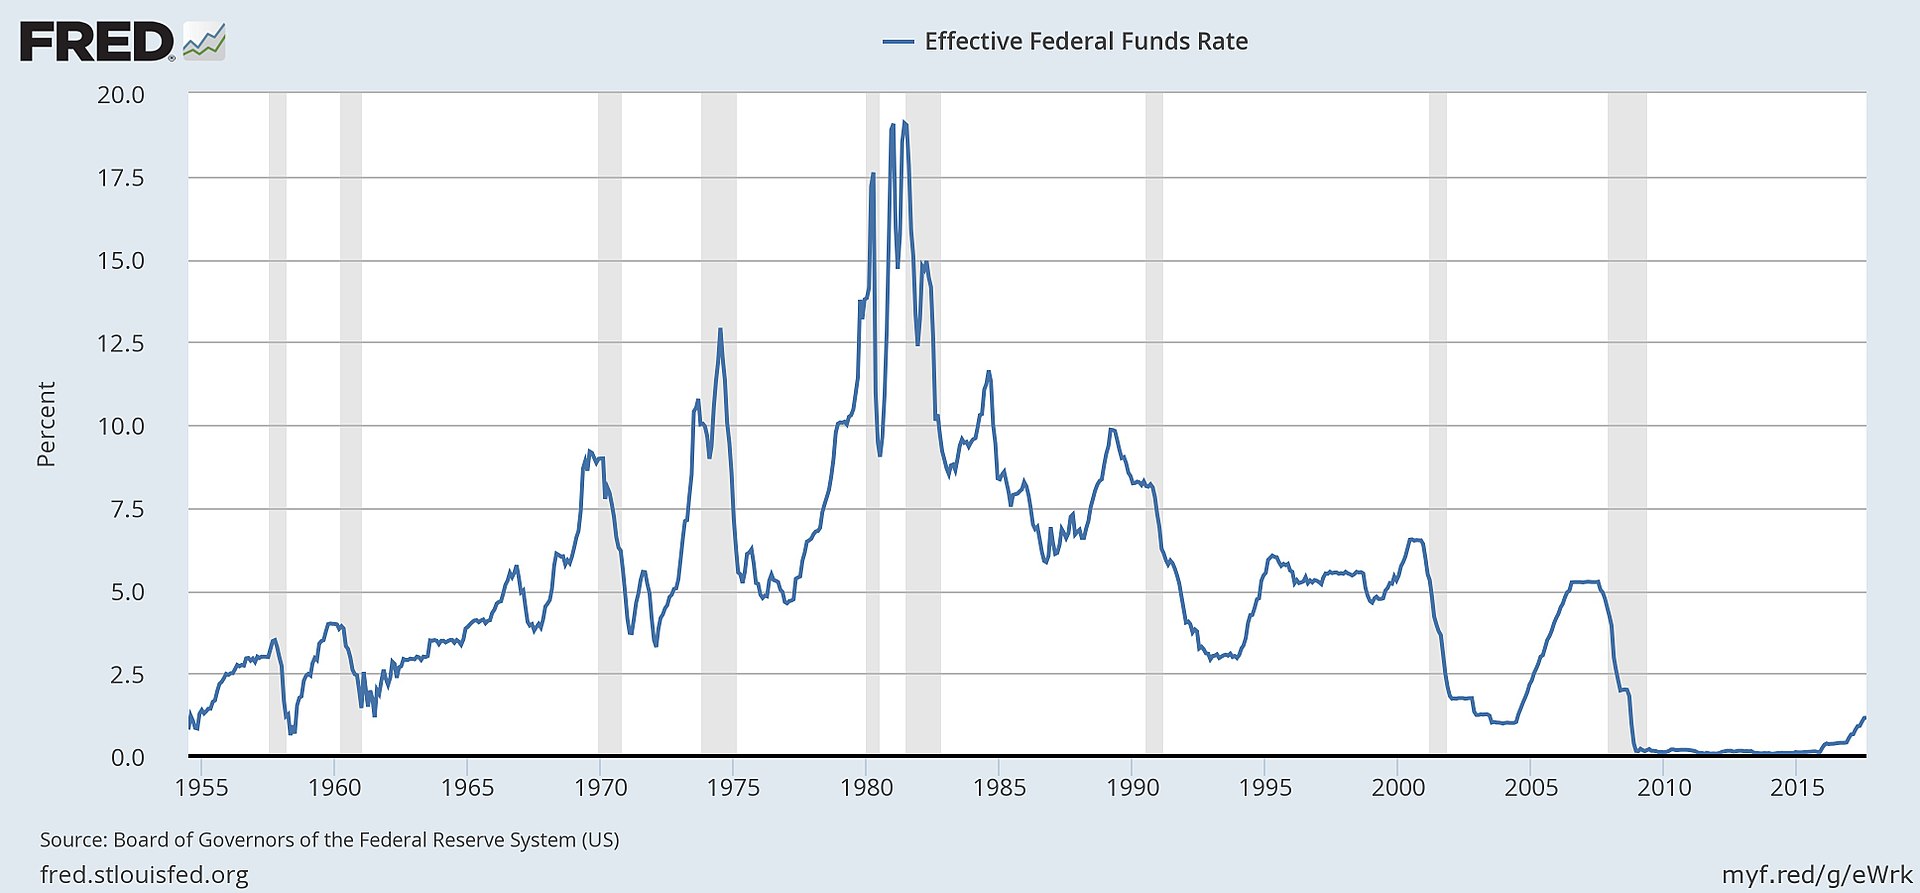 FRED®
Effective Federal Funds Rate
20.0
17.5
15.0
12.5
10.0
7.5
5.0
2.5
0.0
Percent
1955 1960 1965 1970 1975 1980 1985 1990 1995 2000 2005 2010 2015
Source: Board of Governors of the Federal Reserve System (US)
fred.stlouisfed.org
myf.red/g/eWrk